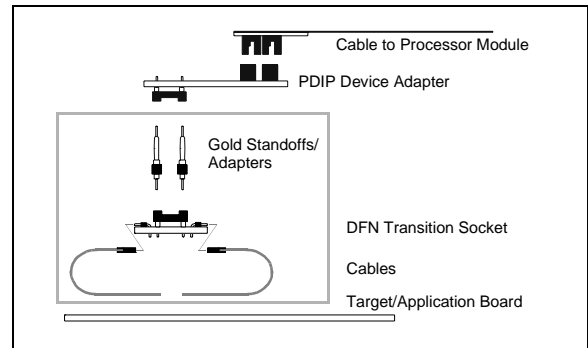 Cable to Processor Module
PDIP Device Adapter
Gold Standoffs/
Adapters
DFN Transition Socket
Cables
Target/Application Board